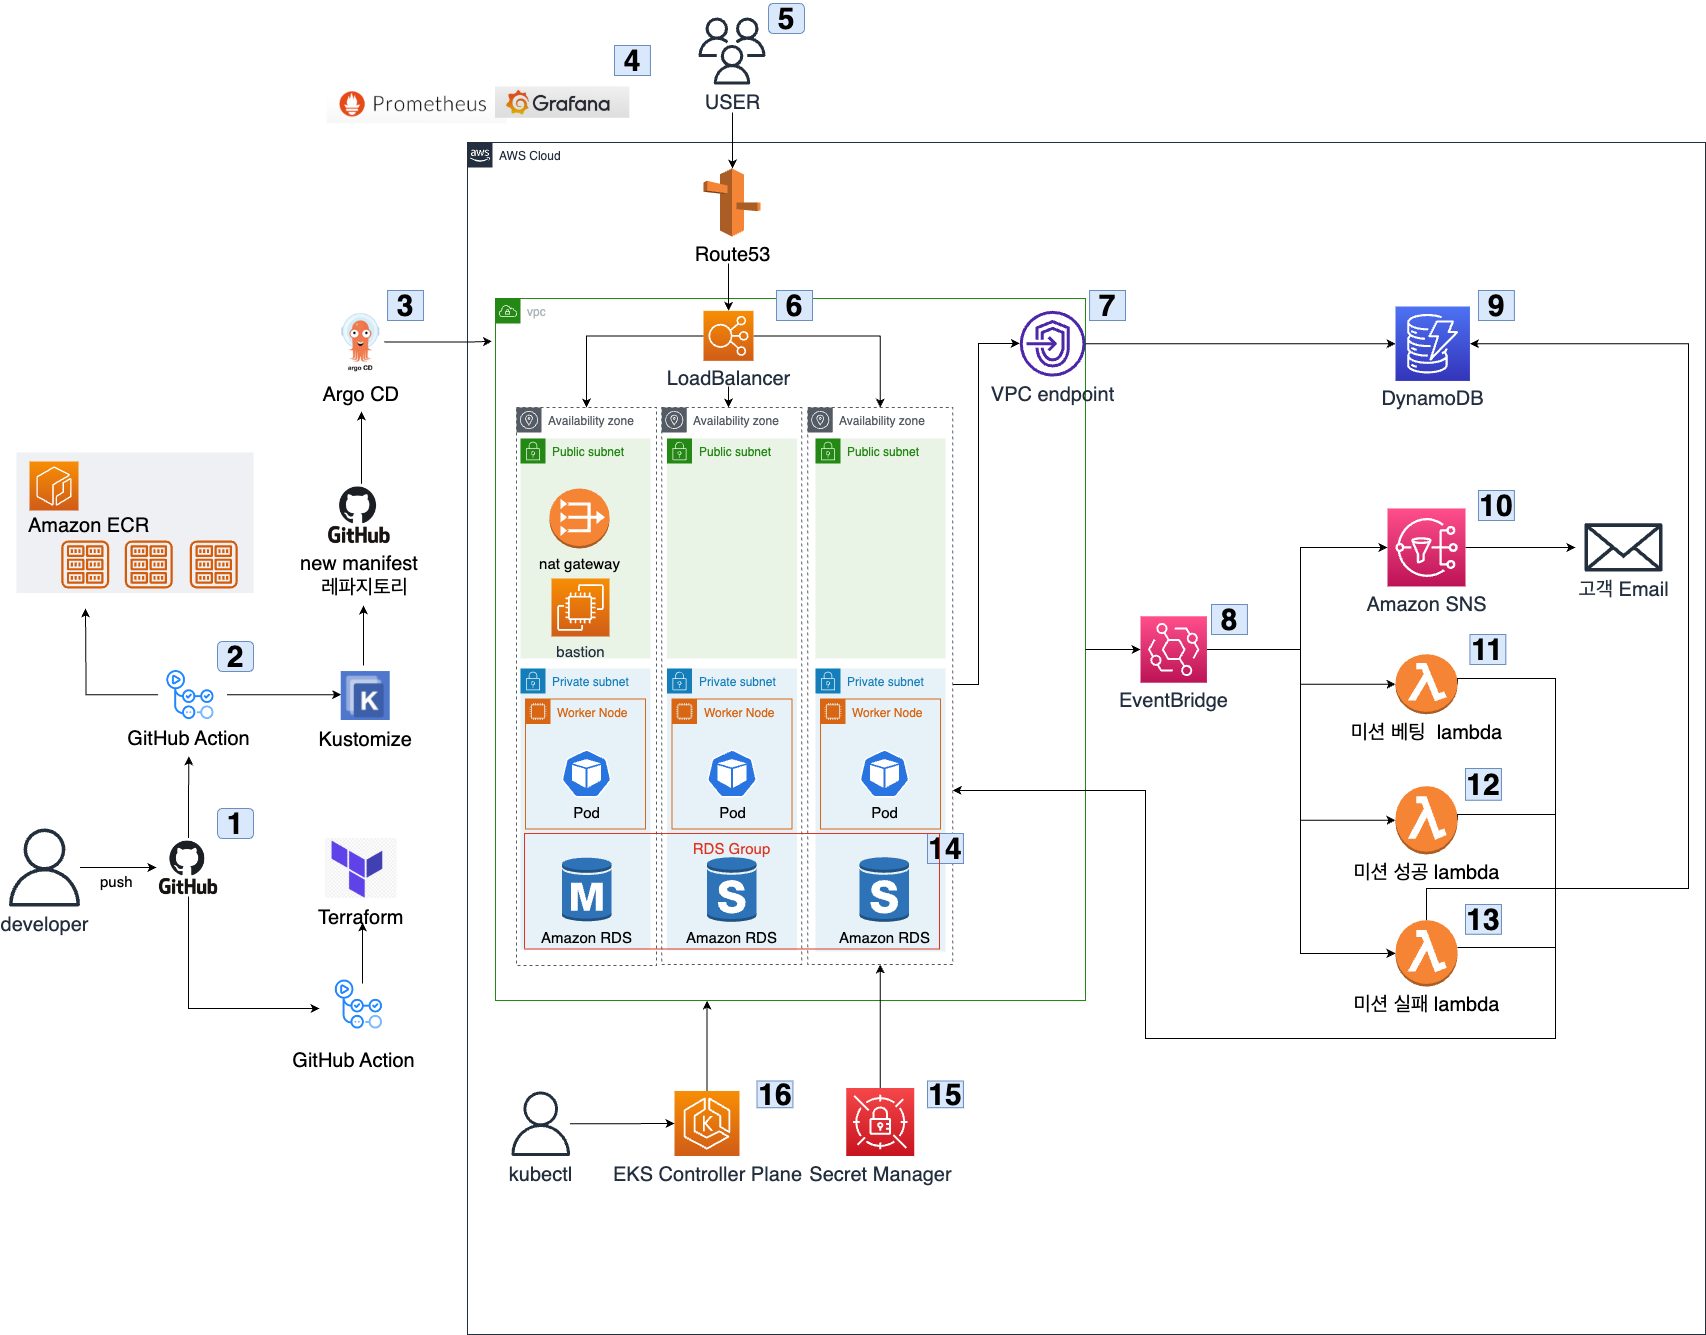 5
4
Prometheus
Grafana
USER
aws
AWS Cloud
Route53
3
6
7
9
vpc
argo CD
Argo CD
LoadBalancer
VPC endpoint
DynamoDB
Availability zone
Availability zone
Availability zone
Public subnet
Public subnet
Public subnet
Amazon ECR
GitHub
new manifest
레파지토리
nat gateway
bastion
10
Amazon SNS
고객 Email
8
EventBridge
2
GitHub Action
K
Kustomize
Private subnet
Private subnet
Private subnet
Worker Node
Worker Node
Worker Node
Pod
Pod
Pod
11
미션 베팅 lambda
12
미션 성공 lambda
13
미션 실패 lambda
1
push
GitHub
developer
Terraform
GitHub Action
RDS Group
14
M
S
S
Amazon RDS
Amazon RDS
Amazon RDS
16
15
K
kubectl
EKS Controller Plane
Secret Manager